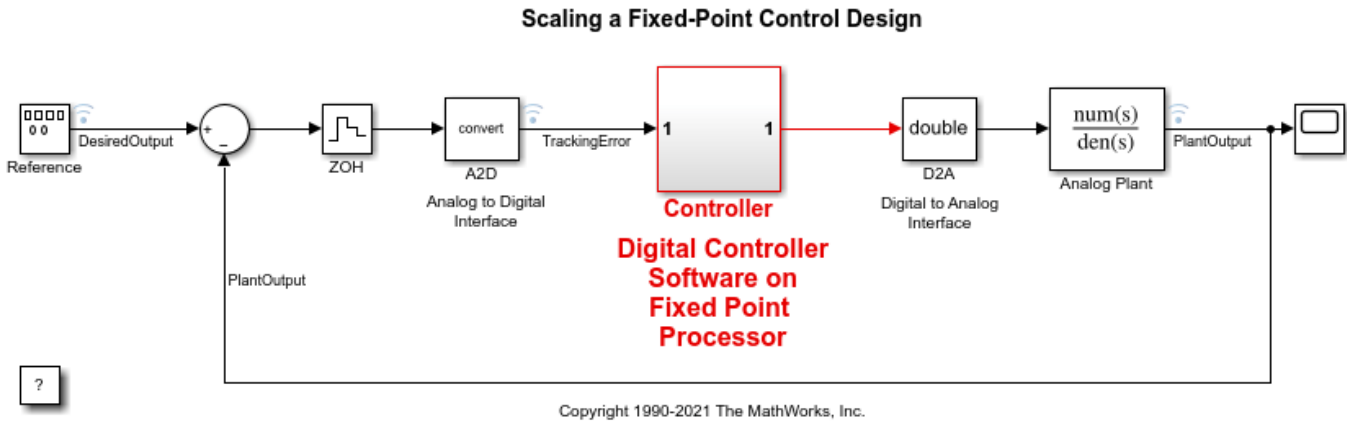 Scaling a Fixed-Point Control Design
DesiredOutput
Reference
+
−
ZOH
convert
A2D
Analog to Digital
Interface
TrackingError
1
1
Controller
Digital Controller
Software on
Fixed Point
Processor
double
D2A
Digital to Analog
Interface
num(s)
den(s)
Analog Plant
PlantOutput
PlantOutput
?
Copyright 1990-2021 The MathWorks, Inc.